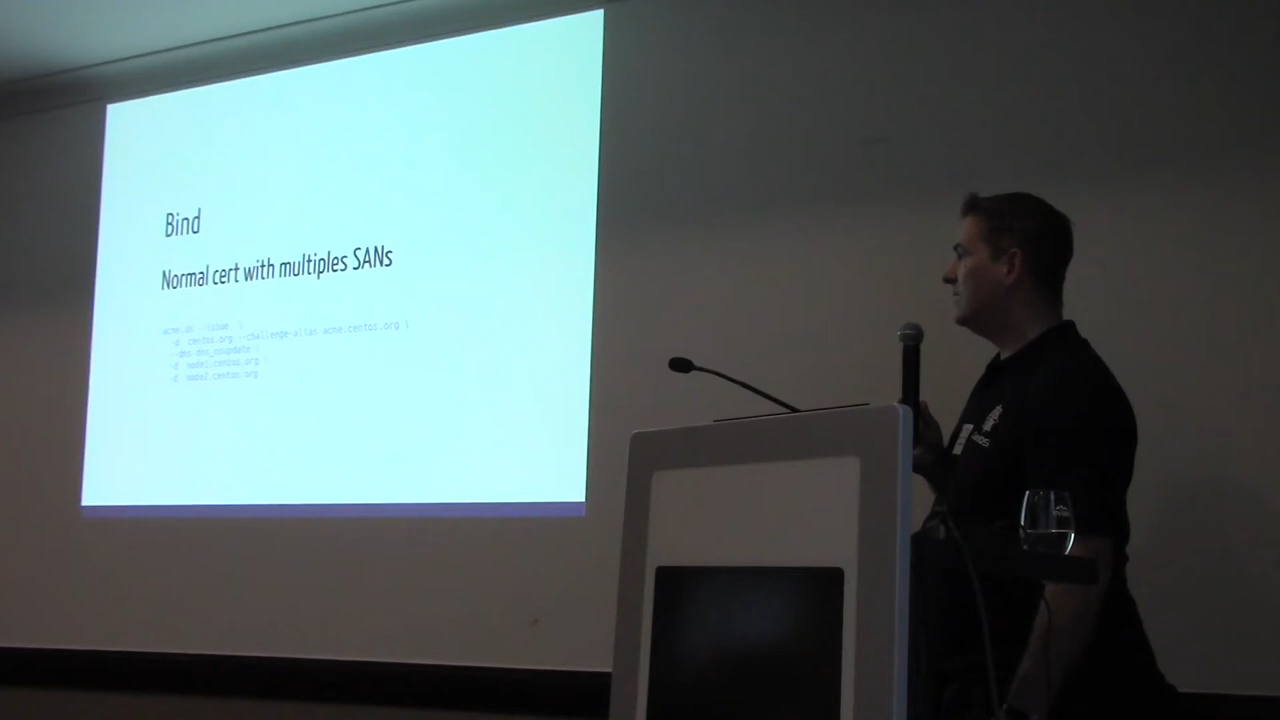 Bind
Normal cert with multiples SANs
acme.sh --issue \
-d centos.org --challenge-alias acme.centos.org \
--dns dns_nsupdate \
-d node1.centos.org \
-d node2.centos.org